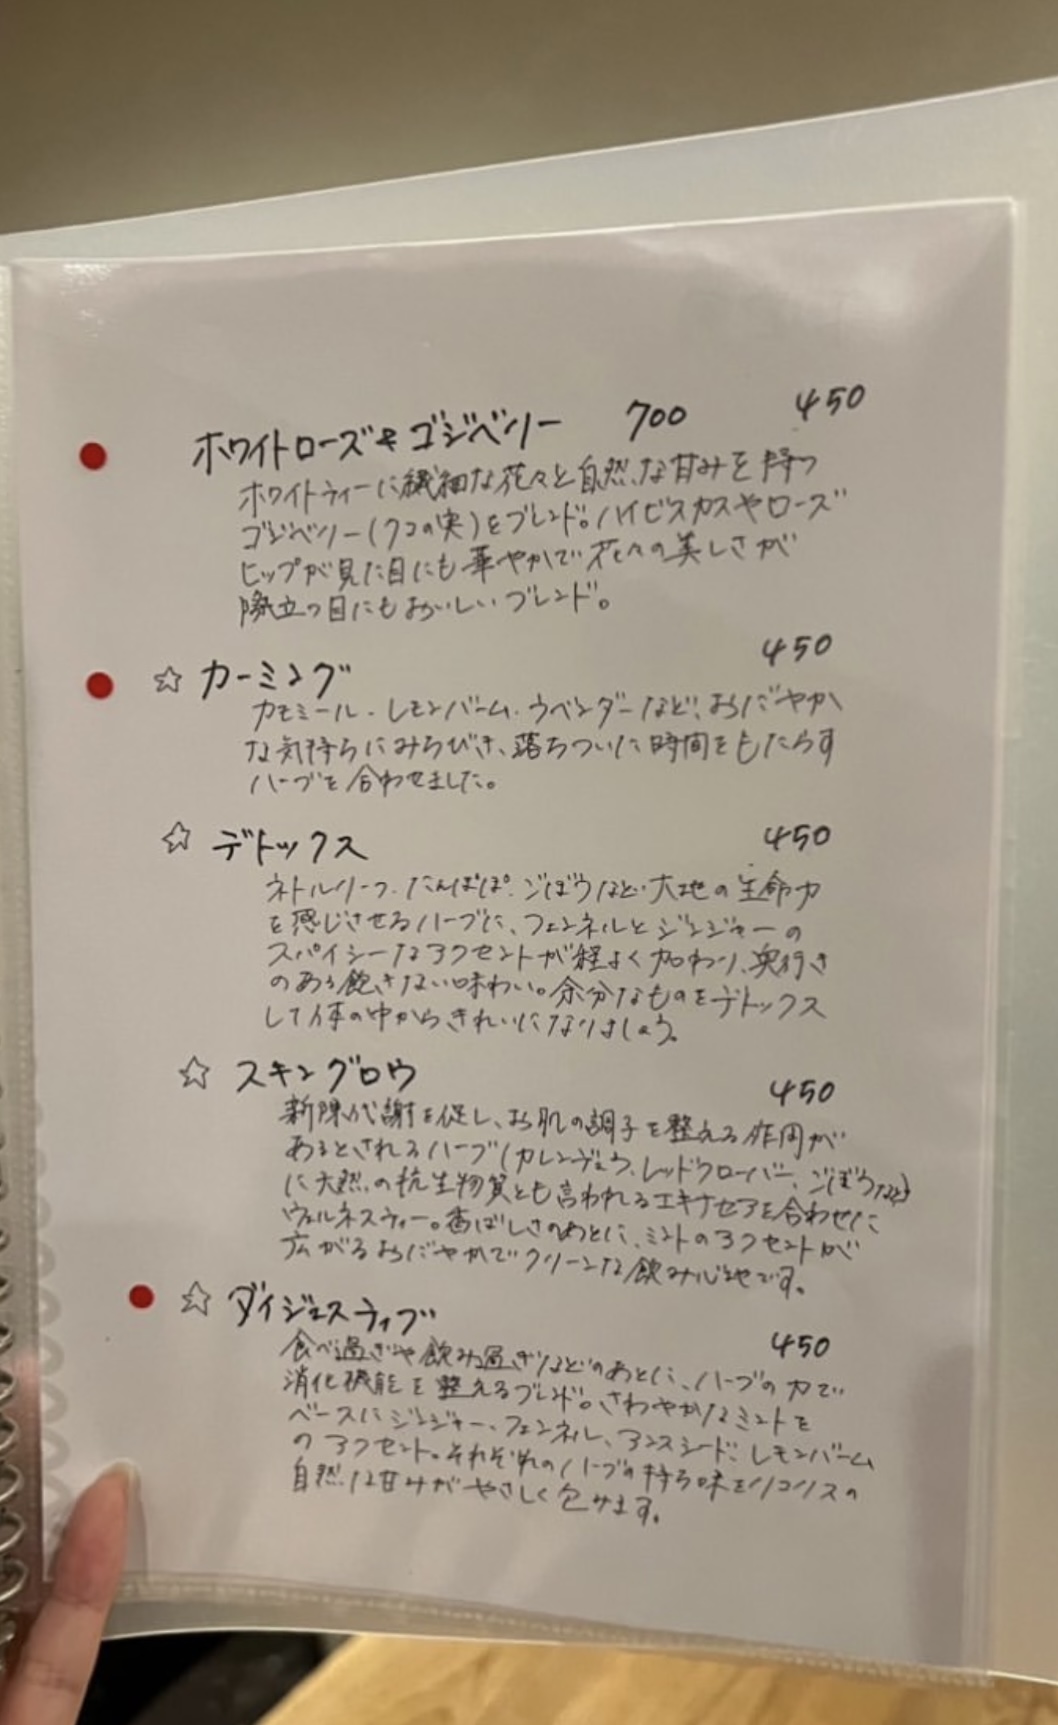 ホワイトローズ&ゴジベリー 700 450
ホワイトティーに繊細な花々と自然な甘みを持つ
ゴジベリー(クコの実)をブレンド。ハイビスカスやローズ
ヒップが見た目にも華やかで花々の美しさが
際立つ目にもおいしいブレンド。
☆ カーミング 450
カモミール・レモンバーム・ラベンダーなど、おだやか
な気持ちにみちびき、落ちついた時間をもたらす
ハーブを合わせました。
☆ デトックス 450
ネトルリーフ・たんぽぽ・ごぼうなど大地の生命力
を感じさせるハーブに、フェンネルとジンジャーの
スパイシーなアクセントが程よく加わり、奥行き
のある飽きない味わい。余分なものをデトックス
して体の中からきれいになりましょう。
☆ スキングロウ 450
新陳代謝を促し、お肌の調子を整える作用が
あるとされるハーブ(カレンデュラ、レッドクローバー、ごぼうなど)
に天然の抗生物質とも言われるエキナセアを合わせた
ウェルネスティー。香ばしさのあとに、ミントのアクセントが
広がるおだやかでクリーンな飲み心地です。
☆ ダイジェスティブ 450
食べ過ぎや飲み過ぎなどのあとに、ハーブの力で
消化機能を整えるブレンド。さわやかなミントを
ベースにジンジャー、フェンネル、アンスシード、レモンバーム
のアクセント。それぞれのハーブの持ち味をリコリスの
自然な甘みがやさしく包みます。